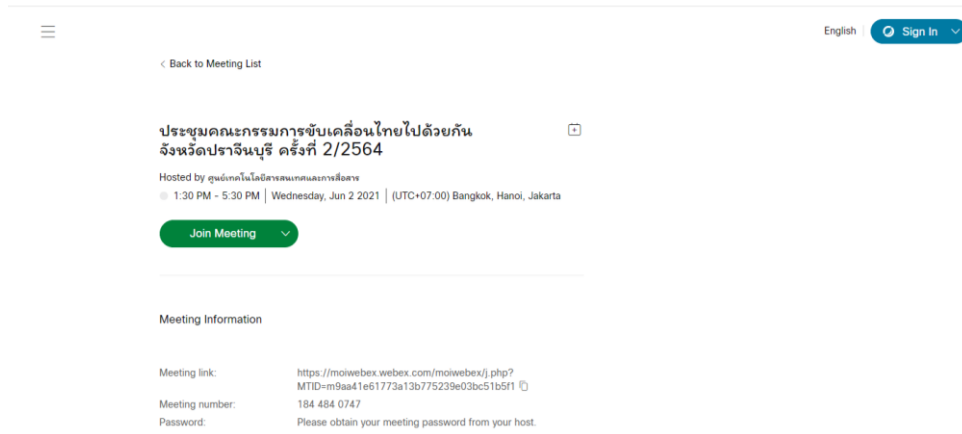 English
Sign In
Back to Meeting List
ประชุมคณะกรรมการขับเคลื่อนไทยไปด้วยกัน
จังหวัดปราจีนบุรี ครั้งที่ 2/2564
Hosted by ศูนย์เทคโนโลยีสารสนเทศและการสื่อสาร
1:30 PM - 5:30 PM | Wednesday, Jun 2 2021 | (UTC+07:00) Bangkok, Hanoi, Jakarta
Join Meeting
Meeting Information
Meeting link: https://moiwebex.webex.com/moiwebex/j.php?
MTID=m9aa41e61773a13b775239e03bc51b5f1
Meeting number: 184 484 0747
Password: Please obtain your meeting password from your host.